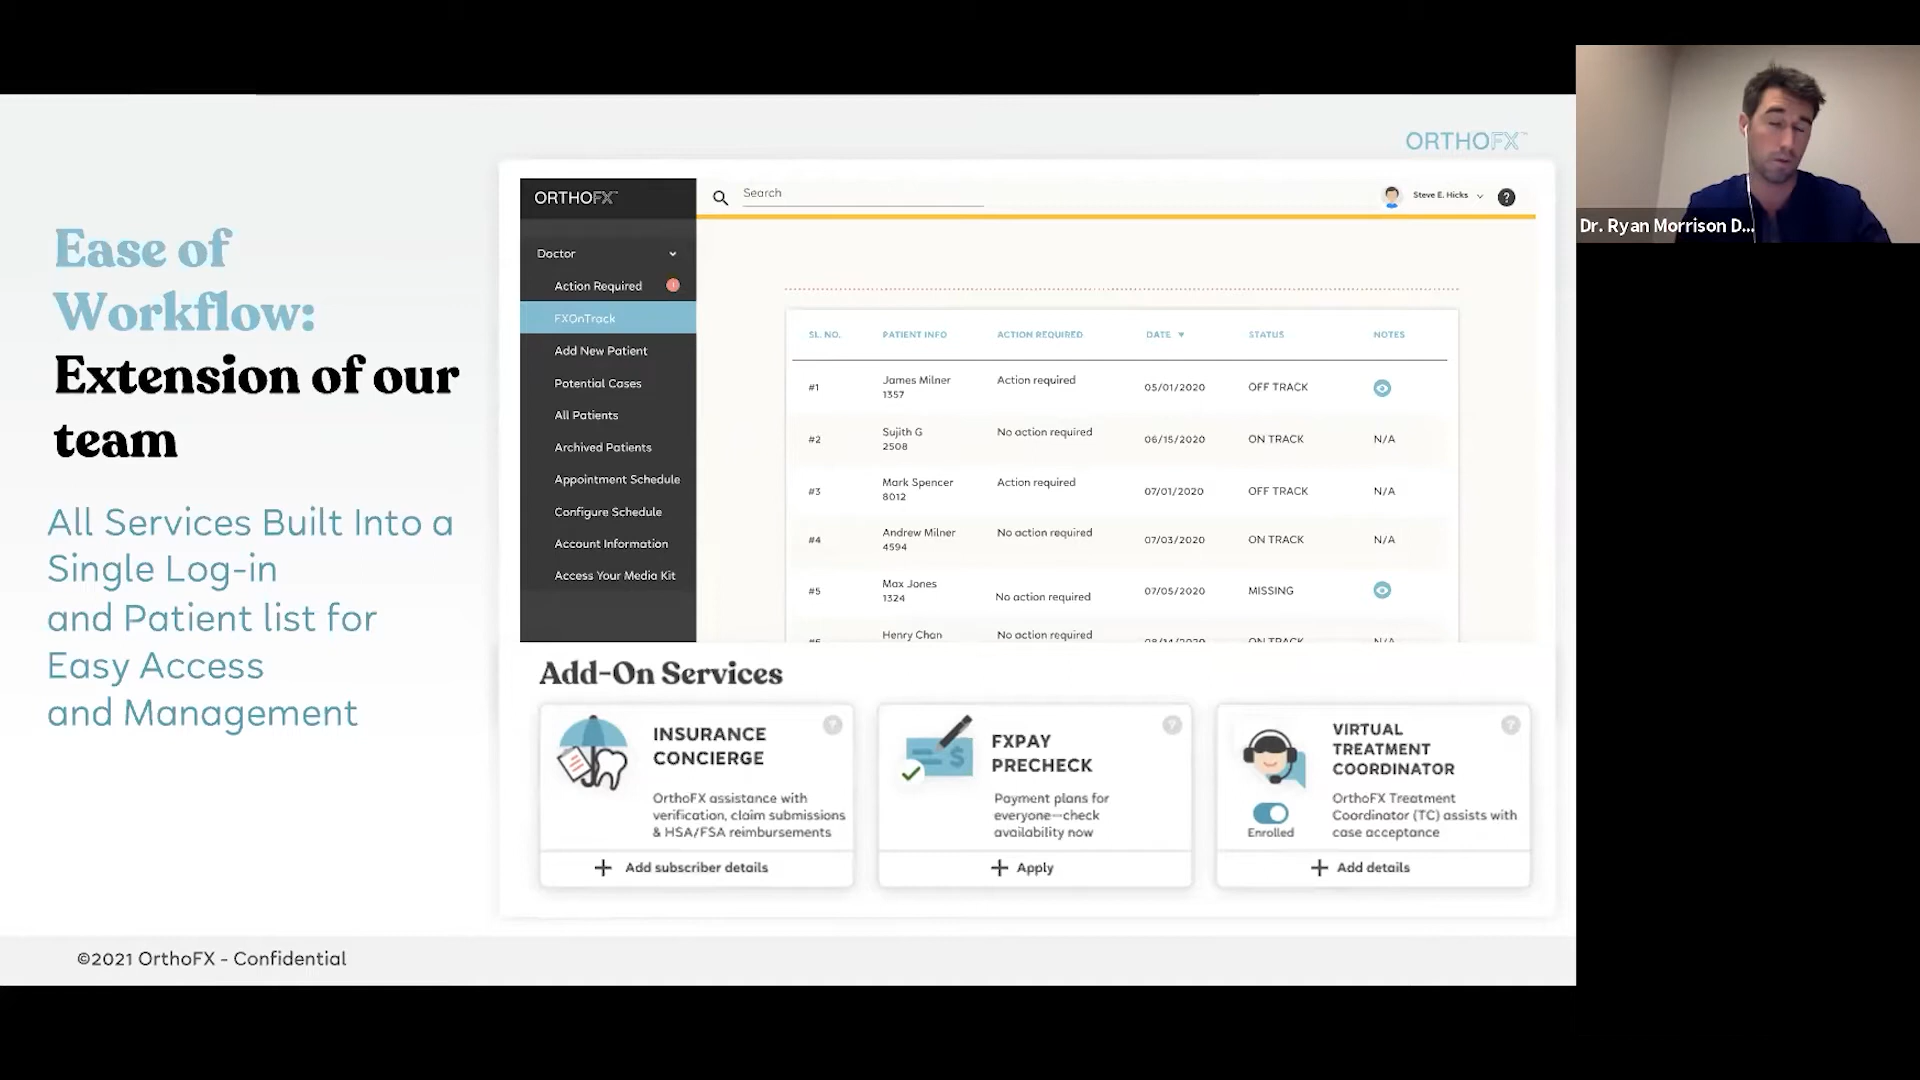 ORTHOFX™
Dr. Ryan Morrison D...
Ease of
Workflow:
Extension of our
team
All Services Built Into a
Single Log-in
and Patient list for
Easy Access
and Management
ORTHOFX™
Search
Steve E. Hicks
?
Doctor
Action Required
FXOnTrack
Add New Patient
Potential Cases
All Patients
Archived Patients
Appointment Schedule
Configure Schedule
Account Information
Access Your Media Kit
SL. NO. PATIENT INFO ACTION REQUIRED DATE STATUS NOTES
#1 James Milner 1357 Action required 05/01/2020 OFF TRACK
#2 Sujith G 2508 No action required 06/15/2020 ON TRACK N/A
#3 Mark Spencer 8012 Action required 07/01/2020 OFF TRACK N/A
#4 Andrew Milner 4594 No action required 07/03/2020 ON TRACK N/A
#5 Max Jones 1324 No action required 07/05/2020 MISSING
#6 Henry Chan No action required 08/14/2020 ON TRACK N/A
Add-On Services
INSURANCE
CONCIERGE
?
OrthoFX assistance with
verification, claim submissions
& HSA/FSA reimbursements
+ Add subscriber details
$
FXPAY
PRECHECK
?
Payment plans for
everyone—check
availability now
+ Apply
VIRTUAL
TREATMENT
COORDINATOR
?
Enrolled
OrthoFX Treatment
Coordinator (TC) assists with
case acceptance
+ Add details
©2021 OrthoFX - Confidential